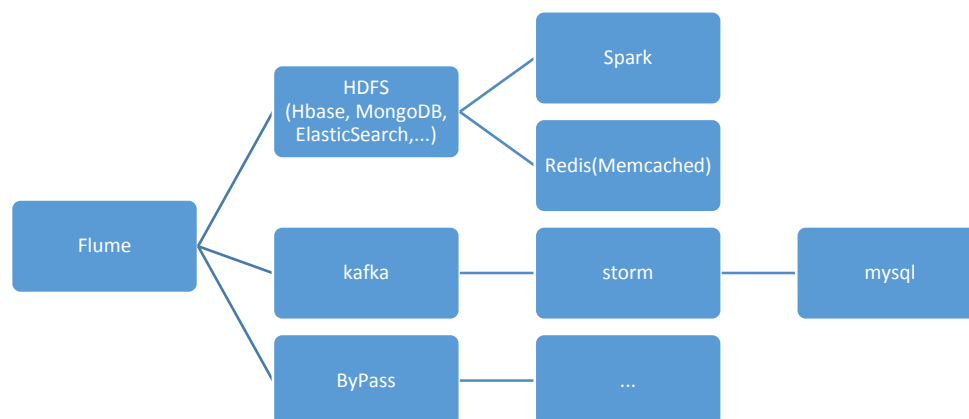 Spark
HDFS
(Hbase, MongoDB,
ElasticSearch,...)
Redis(Memcached)
Flume
kafka
storm
mysql
ByPass
...